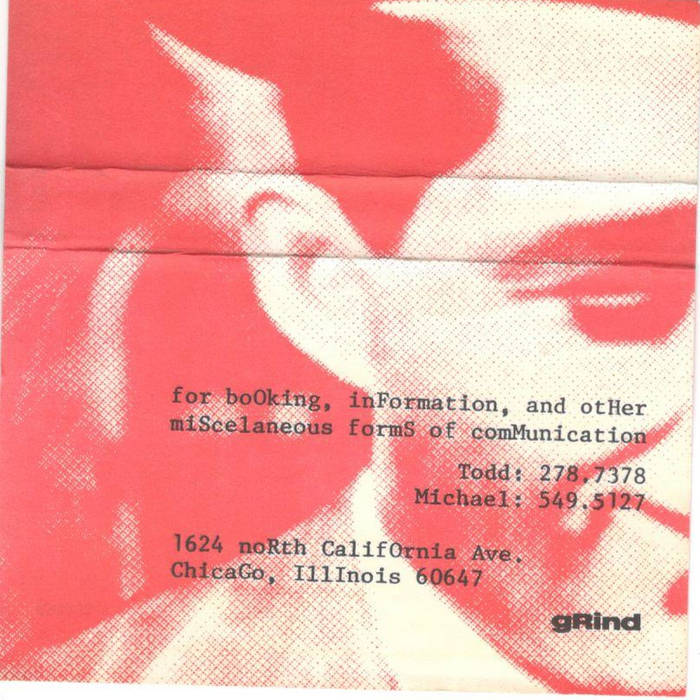 for boOking, inFormation, and otHer
miScelaneous formS of comMunication
Todd: 278.7378
Michael: 549.5127
1624 noRth CalifOrnia Ave.
ChicaGo, IllInois 60647
gRind